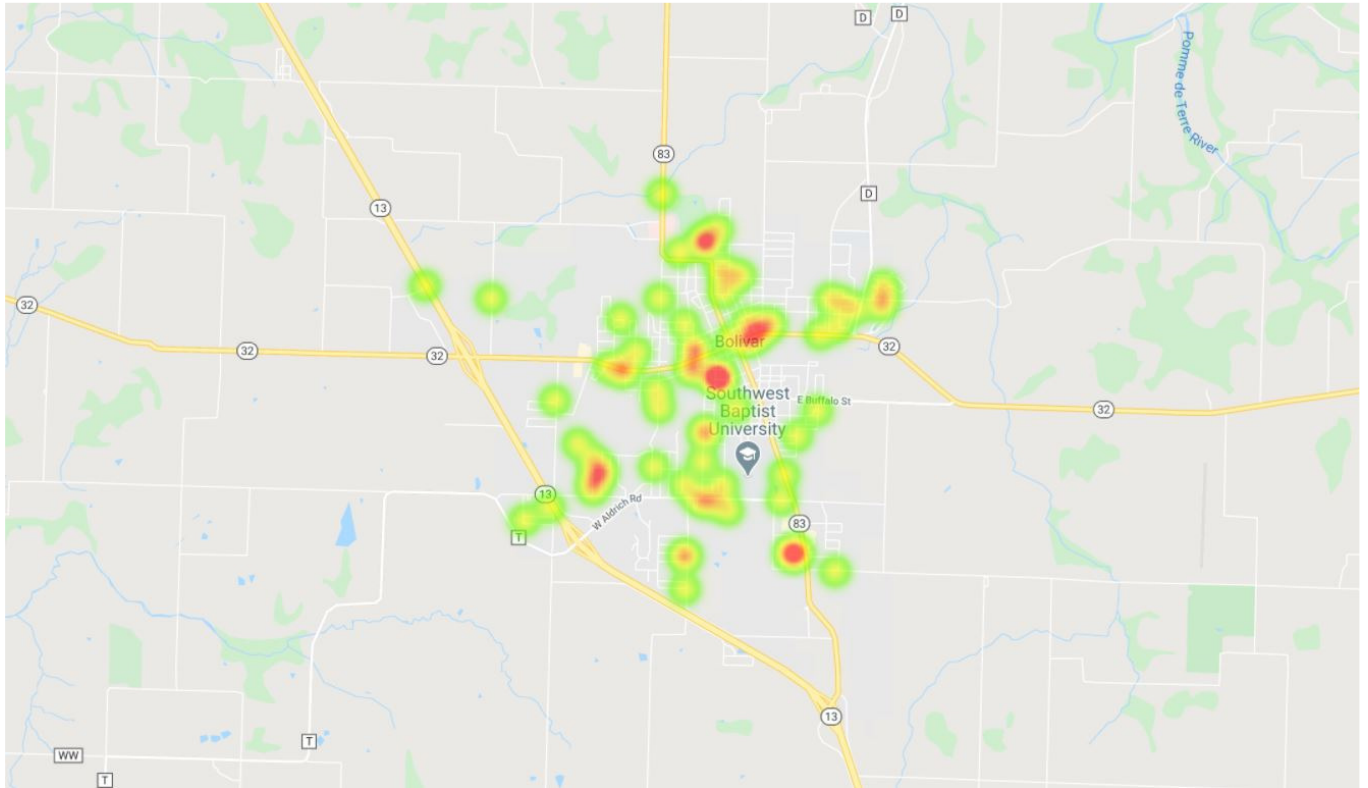 D
D
Pomme de Terre River
83
D
13
32
32
32
32
Bolivar
E Buffalo St
32
Southwest
Baptist
University
13
W Aldrich Rd
83
T
13
T
WW
T